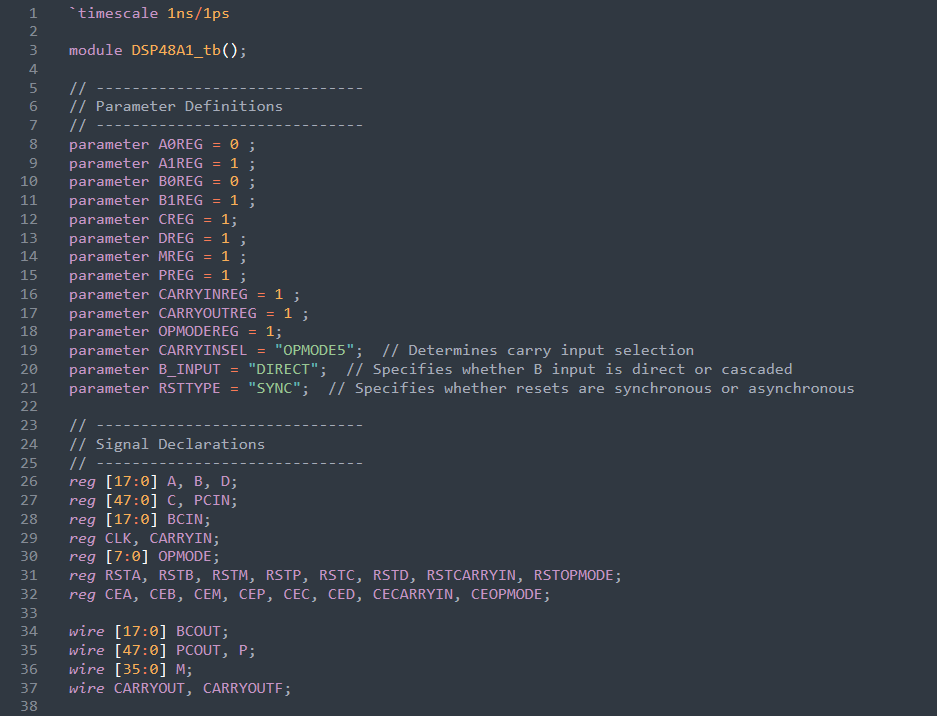 1 `timescale 1ns/1ps
2
3 module DSP48A1_tb();
4
5 // ------------------------------
6 // Parameter Definitions
7 // ------------------------------
8 parameter A0REG = 0 ;
9 parameter A1REG = 1 ;
10 parameter B0REG = 0 ;
11 parameter B1REG = 1 ;
12 parameter CREG = 1;
13 parameter DREG = 1 ;
14 parameter MREG = 1 ;
15 parameter PREG = 1 ;
16 parameter CARRYINREG = 1 ;
17 parameter CARRYOUTREG = 1 ;
18 parameter OPMODEREG = 1;
19 parameter CARRYINSEL = "OPMODE5";  // Determines carry input selection
20 parameter B_INPUT = "DIRECT";  // Specifies whether B input is direct or cascaded
21 parameter RSTTYPE = "SYNC";  // Specifies whether resets are synchronous or asynchronous
22
23 // ------------------------------
24 // Signal Declarations
25 // ------------------------------
26 reg [17:0] A, B, D;
27 reg [47:0] C, PCIN;
28 reg [17:0] BCIN;
29 reg CLK, CARRYIN;
30 reg [7:0] OPMODE;
31 reg RSTA, RSTB, RSTM, RSTP, RSTC, RSTD, RSTCARRYIN, RSTOPMODE;
32 reg CEA, CEB, CEM, CEP, CEC, CED, CECARRYIN, CEOPMODE;
33
34 wire [17:0] BCOUT;
35 wire [47:0] PCOUT, P;
36 wire [35:0] M;
37 wire CARRYOUT, CARRYOUTF;
38